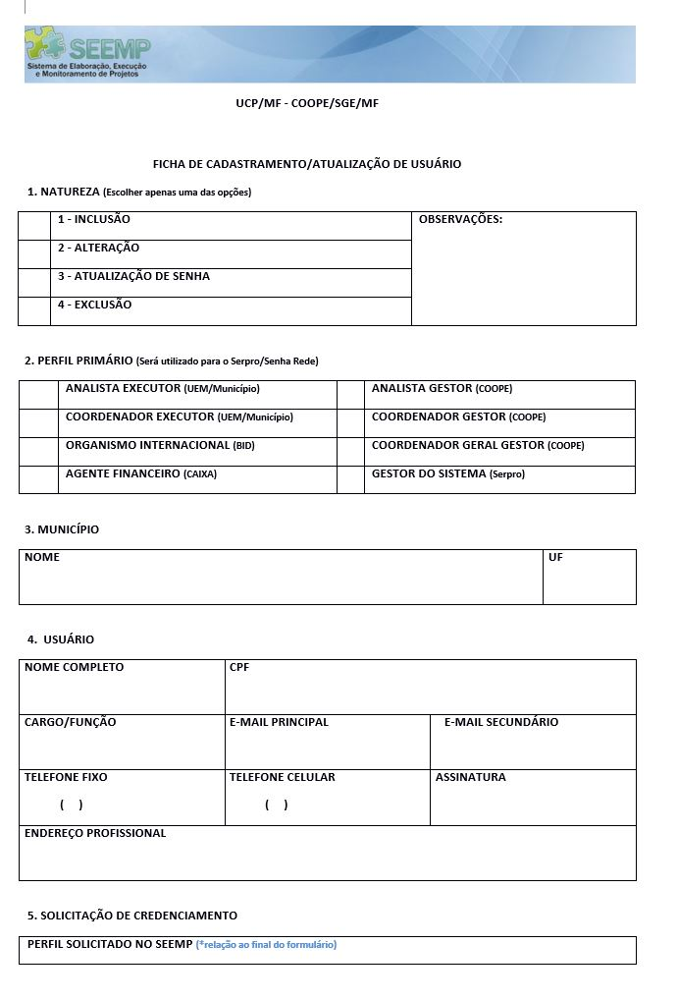 SEEMP
Sistema de Elaboração, Execução
e Monitoramento de Projetos
UCP/MF - COOPE/SGE/MF
FICHA DE CADASTRAMENTO/ATUALIZAÇÃO DE USUÁRIO
1. NATUREZA (Escolher apenas uma das opções)
1 - INCLUSÃO
OBSERVAÇÕES:
2 - ALTERAÇÃO
3 - ATUALIZAÇÃO DE SENHA
4 - EXCLUSÃO
2. PERFIL PRIMÁRIO (Será utilizado para o Serpro/Senha Rede)
ANALISTA EXECUTOR (UEM/Município)
ANALISTA GESTOR (COOPE)
COORDENADOR EXECUTOR (UEM/Município)
COORDENADOR GESTOR (COOPE)
ORGANISMO INTERNACIONAL (BID)
COORDENADOR GERAL GESTOR (COOPE)
AGENTE FINANCEIRO (CAIXA)
GESTOR DO SISTEMA (Serpro)
3. MUNICÍPIO
NOME
UF
4. USUÁRIO
NOME COMPLETO
CPF
CARGO/FUNÇÃO
E-MAIL PRINCIPAL
E-MAIL SECUNDÁRIO
TELEFONE FIXO
TELEFONE CELULAR
ASSINATURA
( )
( )
ENDEREÇO PROFISSIONAL
5. SOLICITAÇÃO DE CREDENCIAMENTO
PERFIL SOLICITADO NO SEEMP (*relação ao final do formulário)